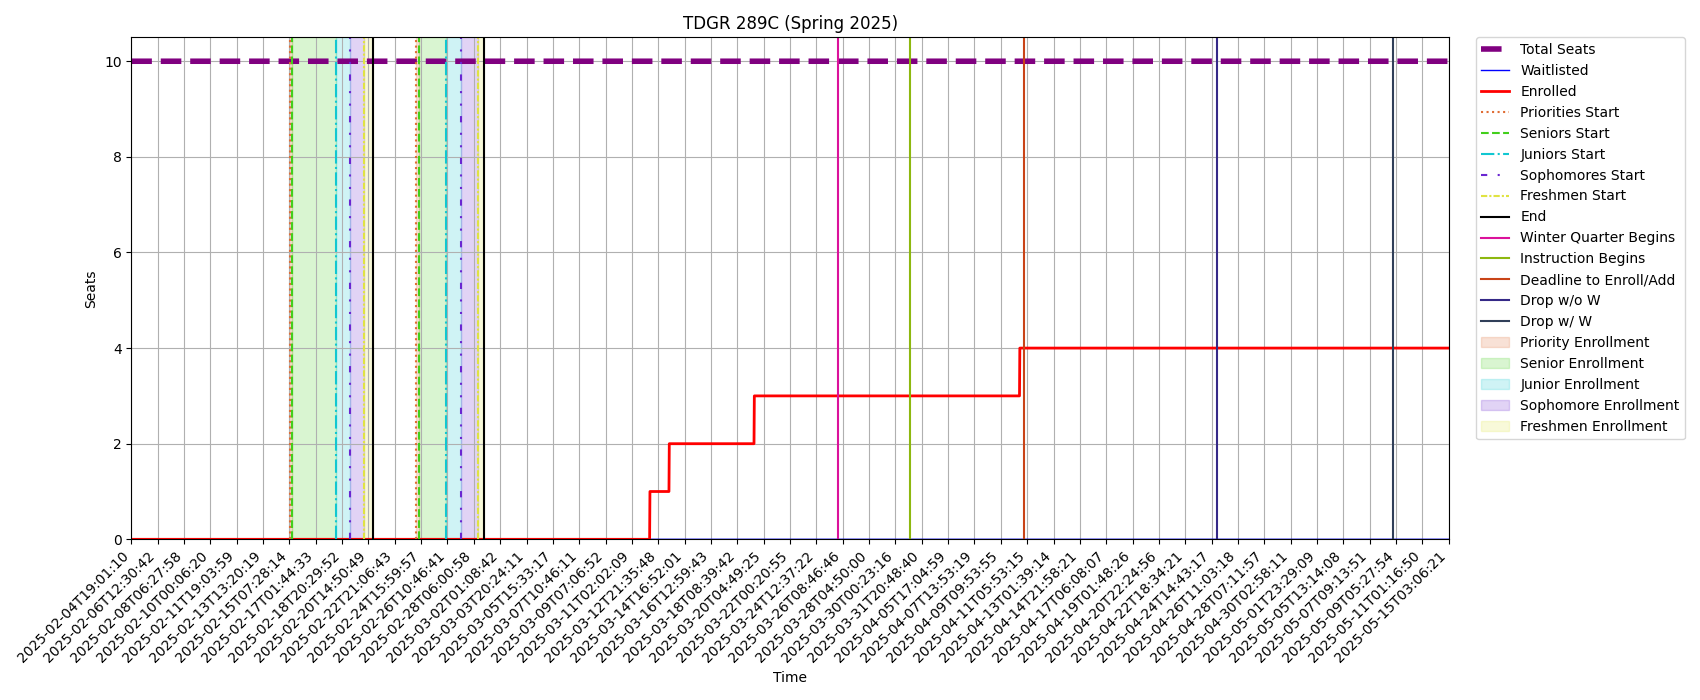 TDGR 289C (Spring 2025)
Seats
10
8
6
4
2
0
2025-02-04T19:01:10
2025-02-06T12:30:42
2025-02-08T06:27:58
2025-02-10T00:06:20
2025-02-11T19:03:59
2025-02-13T13:20:19
2025-02-15T07:28:14
2025-02-17T01:44:33
2025-02-18T20:29:52
2025-02-20T14:50:49
2025-02-22T21:06:43
2025-02-24T15:59:57
2025-02-26T10:46:41
2025-02-28T06:00:58
2025-03-02T01:08:42
2025-03-03T20:24:11
2025-03-05T15:33:17
2025-03-07T10:46:11
2025-03-09T07:06:52
2025-03-11T02:02:09
2025-03-12T21:35:48
2025-03-14T16:52:01
2025-03-16T12:59:43
2025-03-18T08:39:42
2025-03-20T04:49:25
2025-03-22T00:20:55
2025-03-24T12:37:22
2025-03-26T08:46:46
2025-03-28T04:50:00
2025-03-30T00:23:16
2025-03-31T20:48:40
2025-04-05T17:04:59
2025-04-07T13:53:19
2025-04-09T09:53:55
2025-04-11T05:53:15
2025-04-13T01:39:14
2025-04-14T21:58:21
2025-04-17T06:08:07
2025-04-19T01:48:26
2025-04-20T22:24:56
2025-04-22T18:34:21
2025-04-24T14:43:17
2025-04-26T11:03:18
2025-04-28T07:11:57
2025-04-30T02:58:11
2025-05-01T23:29:09
2025-05-05T13:14:08
2025-05-07T09:13:51
2025-05-09T05:27:54
2025-05-11T01:16:50
2025-05-15T03:06:21
Time
Total Seats
Waitlisted
Enrolled
Priorities Start
Seniors Start
Juniors Start
Sophomores Start
Freshmen Start
End
Winter Quarter Begins
Instruction Begins
Deadline to Enroll/Add
Drop w/o W
Drop w/ W
Priority Enrollment
Senior Enrollment
Junior Enrollment
Sophomore Enrollment
Freshmen Enrollment